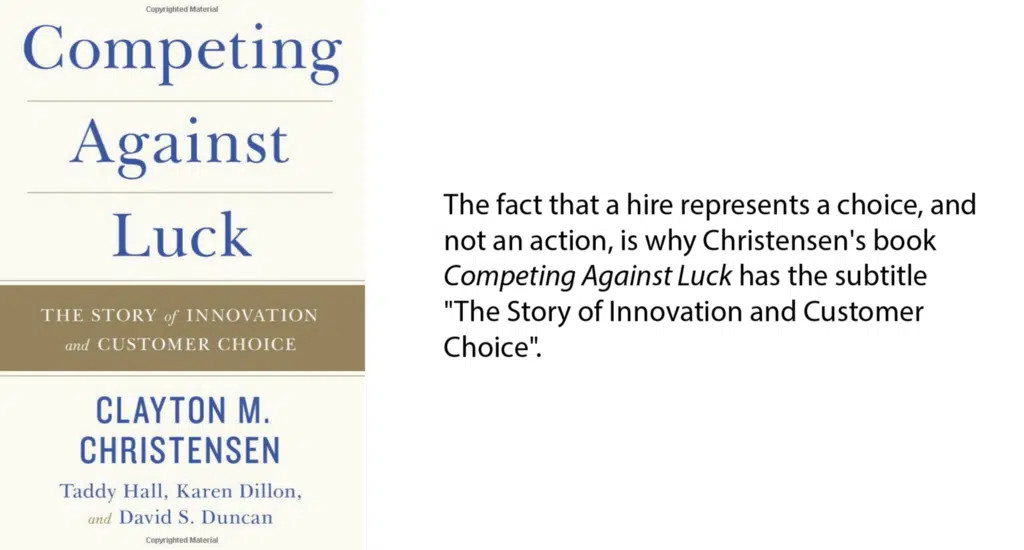 Copyrighted Material
Competing
Against
Luck
THE STORY of INNOVATION
and CUSTOMER CHOICE
CLAYTON M.
CHRISTENSEN
Taddy Hall, Karen Dillon,
and David S. Duncan
Copyrighted Material
The fact that a hire represents a choice, and
not an action, is why Christensen's book
Competing Against Luck has the subtitle
"The Story of Innovation and Customer
Choice".